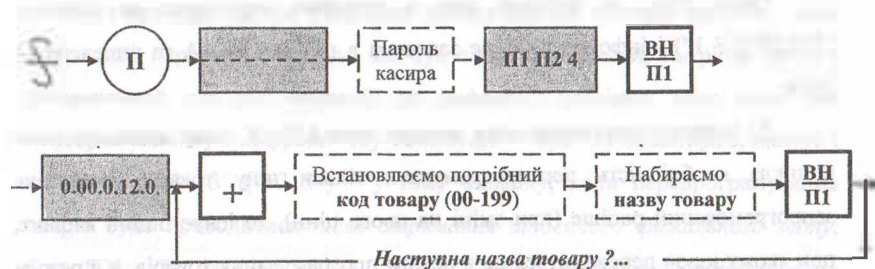 П
Пароль
касира
П1 П2 4
ВН
П1
0.00.0.12.0.
+
Встановлюємо потрібний
код товару (00-199)
Набираємо
назву товару
ВН
П1
Наступна назва товару ?...